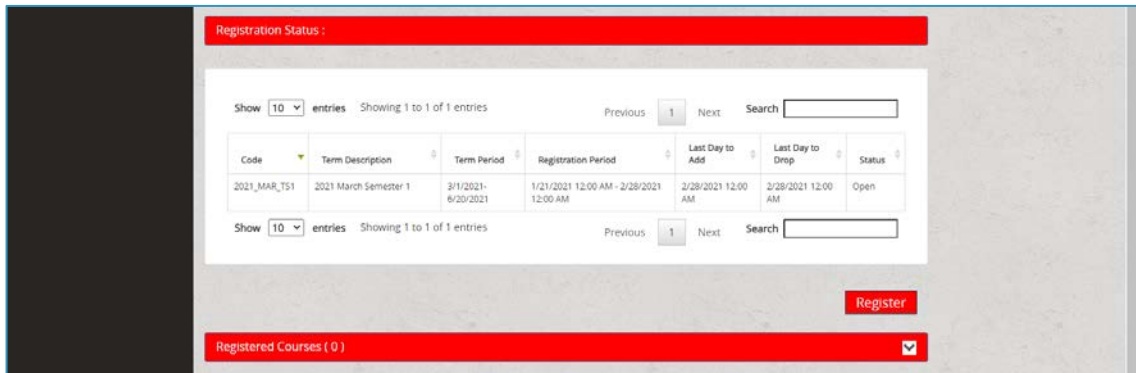 Registration Status :
Show 10 entries Showing 1 to 1 of 1 entries Previous 1 Next Search
Code Term Description Term Period Registration Period Last Day to Add Last Day to Drop Status
2021_MAR_TS1 2021 March Semester 1 3/1/2021- 6/20/2021 1/21/2021 12:00 AM - 2/28/2021 12:00 AM 2/28/2021 12:00 AM 2/28/2021 12:00 AM Open
Show 10 entries Showing 1 to 1 of 1 entries Previous 1 Next Search
Register
Registered Courses ( 0 )